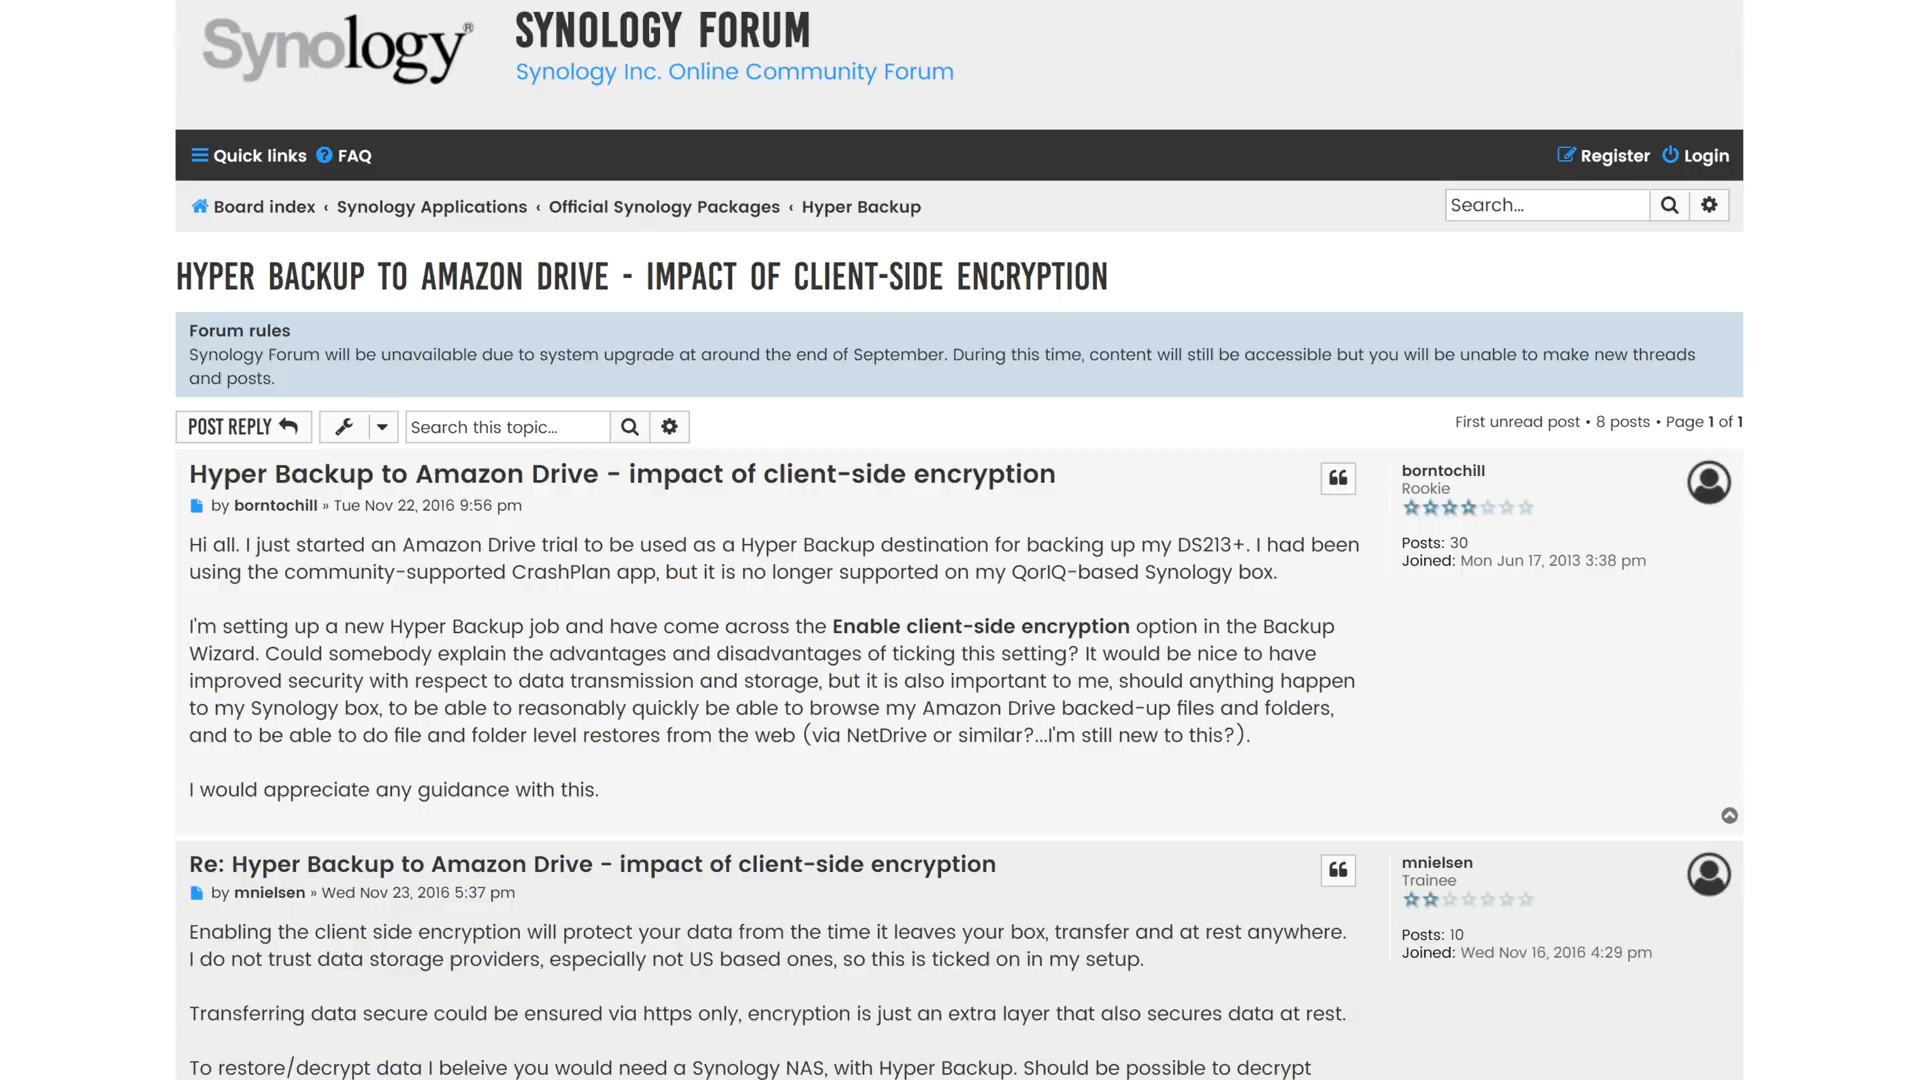 Synology®
SYNOLOGY FORUM
Synology Inc. Online Community Forum
Quick links FAQ
Register Login
Board index ‹ Synology Applications ‹ Official Synology Packages ‹ Hyper Backup
Search…
HYPER BACKUP TO AMAZON DRIVE - IMPACT OF CLIENT-SIDE ENCRYPTION
Forum rules
Synology Forum will be unavailable due to system upgrade at around the end of September. During this time, content will still be accessible but you will be unable to make new threads
and posts.
POST REPLY
Search this topic…
First unread post • 8 posts • Page 1 of 1
Hyper Backup to Amazon Drive - impact of client-side encryption
by borntochill » Tue Nov 22, 2016 9:56 pm
Hi all. I just started an Amazon Drive trial to be used as a Hyper Backup destination for backing up my DS213+. I had been
using the community-supported CrashPlan app, but it is no longer supported on my QorIQ-based Synology box.
I'm setting up a new Hyper Backup job and have come across the Enable client-side encryption option in the Backup
Wizard. Could somebody explain the advantages and disadvantages of ticking this setting? It would be nice to have
improved security with respect to data transmission and storage, but it is also important to me, should anything happen
to my Synology box, to be able to reasonably quickly be able to browse my Amazon Drive backed-up files and folders,
and to be able to do file and folder level restores from the web (via NetDrive or similar?...I'm still new to this?).
I would appreciate any guidance with this.
borntochill
Rookie
Posts: 30
Joined: Mon Jun 17, 2013 3:38 pm
Re: Hyper Backup to Amazon Drive - impact of client-side encryption
by mnielsen » Wed Nov 23, 2016 5:37 pm
Enabling the client side encryption will protect your data from the time it leaves your box, transfer and at rest anywhere.
I do not trust data storage providers, especially not US based ones, so this is ticked on in my setup.
Transferring data secure could be ensured via https only, encryption is just an extra layer that also secures data at rest.
To restore/decrypt data I beleive you would need a Synology NAS, with Hyper Backup. Should be possible to decrypt
mnielsen
Trainee
Posts: 10
Joined: Wed Nov 16, 2016 4:29 pm